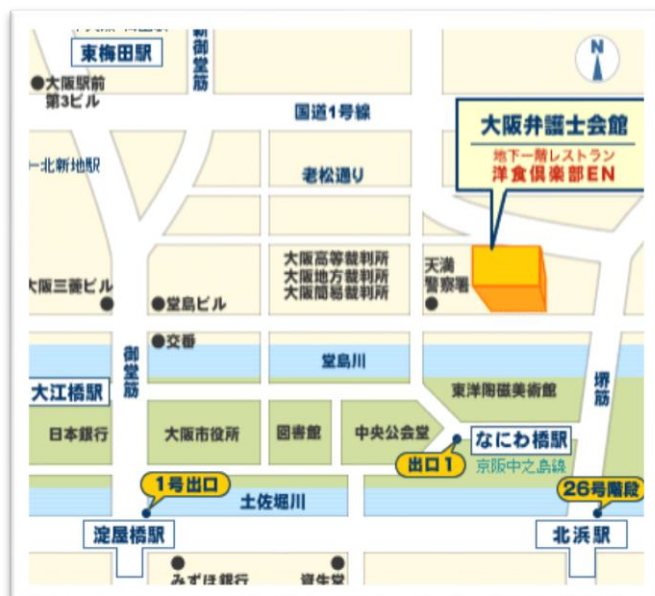 東梅田駅
新御堂筋
N
●大阪駅前
第3ビル
国道1号線
大阪弁護士会館
地下一階レストラン
洋食倶楽部EN
北新地駅
老松通り
大阪高等裁判所
大阪地方裁判所
大阪簡易裁判所
天満
警察署
大阪三菱ビル
●堂島ビル
●交番
御堂筋
堂島川
堺筋
大江橋駅
東洋陶磁美術館
日本銀行
大阪市役所
図書館
中央公会堂
なにわ橋駅
出口1
京阪中之島線
1号出口
26号階段
土佐堀川
淀屋橋駅
北浜駅
みずほ銀行
資生堂